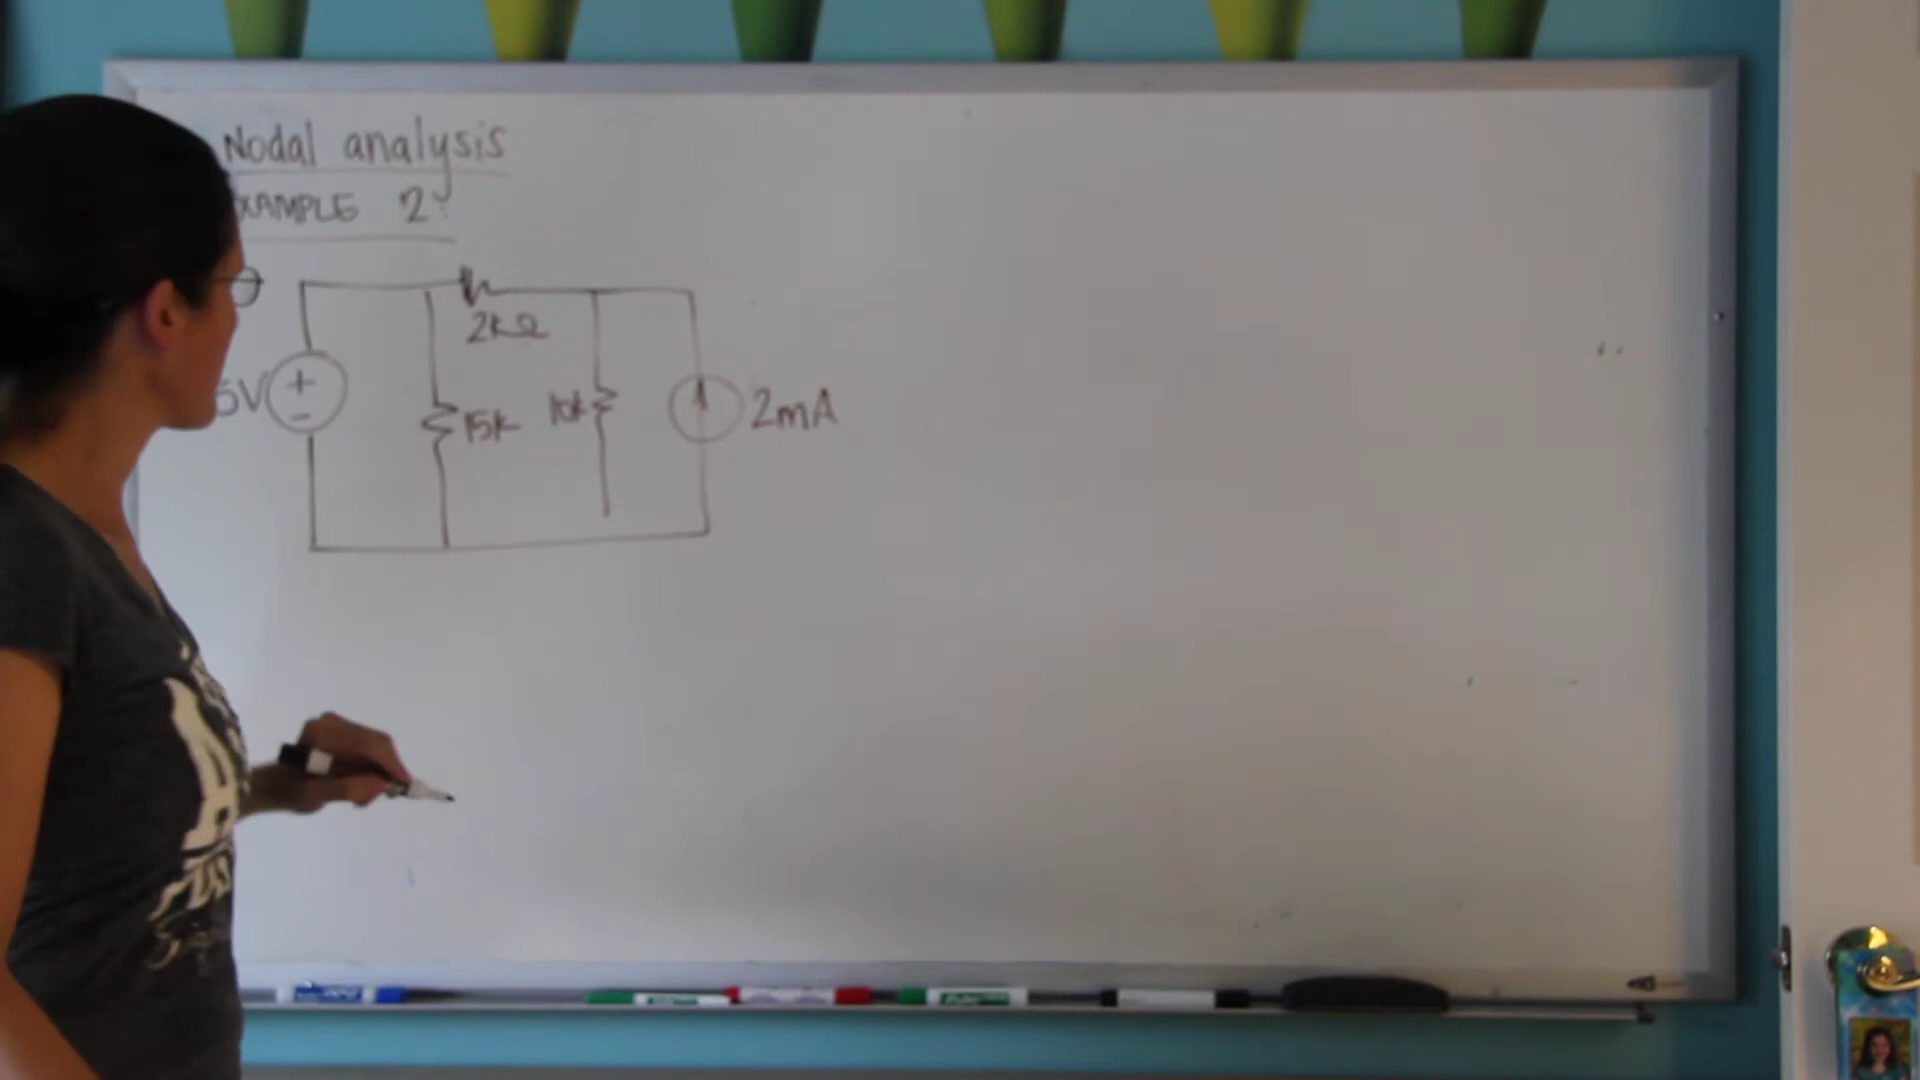 Nodal analysis
XAMPLE 2:
2kΩ
5V
+
-
15k
10k
2mA